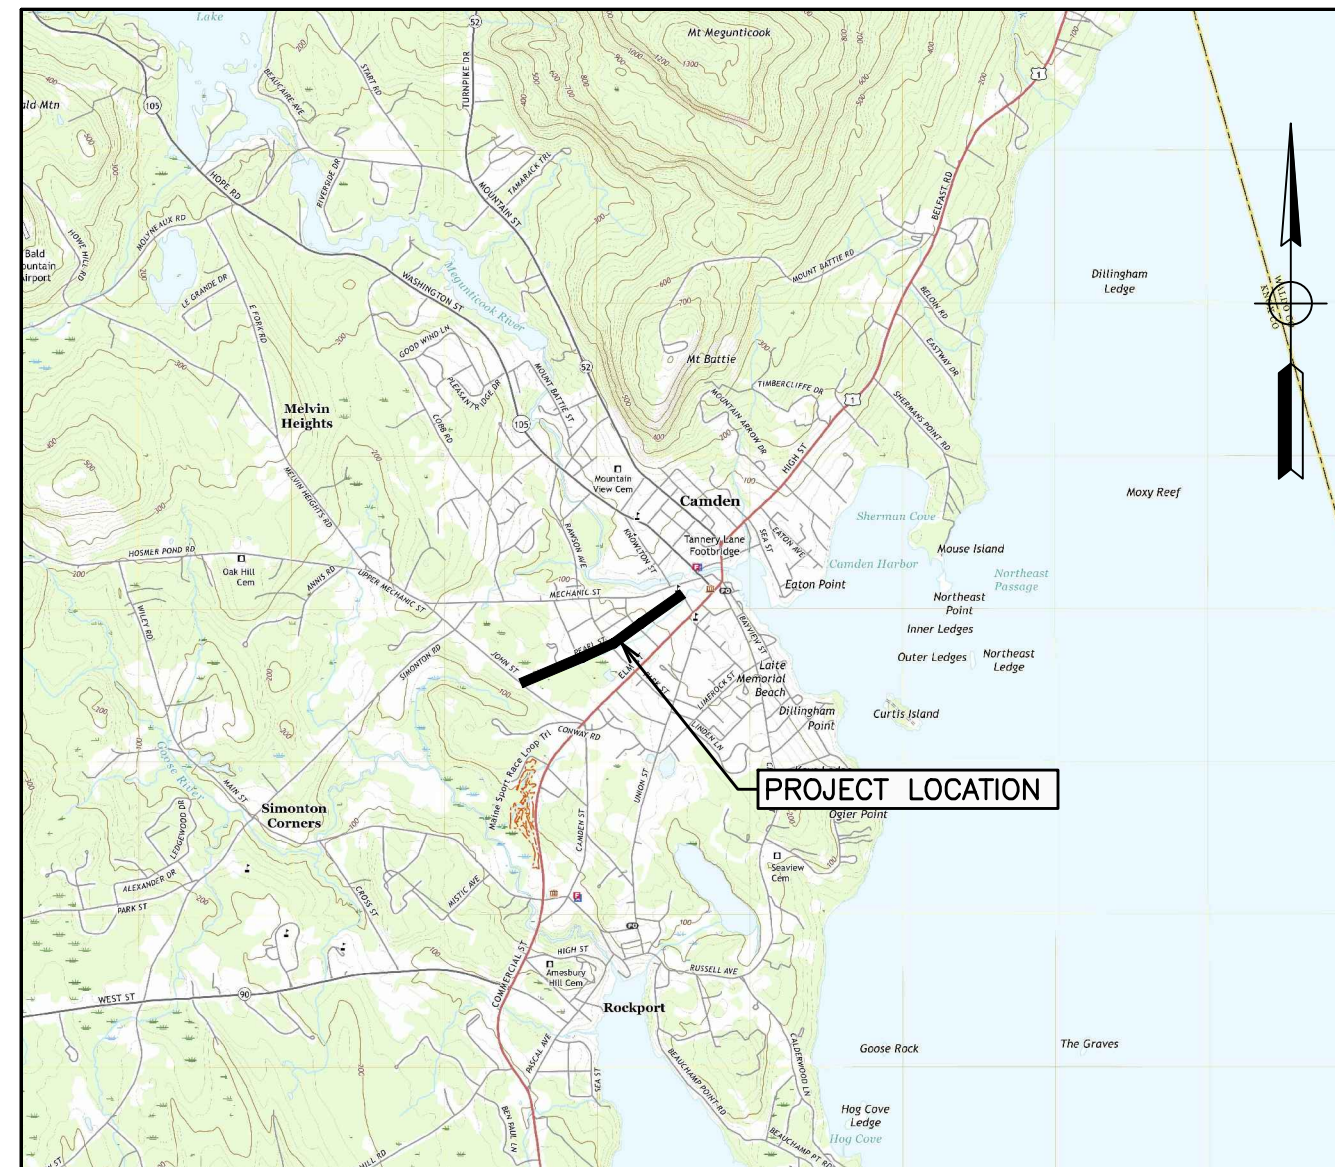 Lake
52
Mt Megunticook
1
ald Mtn
105
BEAUCAIRE AVE
START RD
TURNPIKE DR
HOPE RD
RIVERSIDE DR
TAMARACK TRL
MOUNTAIN ST
BELFAST RD
HOWE HILL RD
MOLYNEAUX RD
Bald
ountain
Airport
LE GRANDE DR
E FORK RD
WASHINGTON ST
Megunticook
River
MOUNT BATTIE RD
BELOIN RD
Dillingham
Ledge
WALDO CO
KNOX CO
GOOD WIND LN
PLEASANT RIDGE DR
MOUNT BATTIE ST
52
Mt Battie
EASTWAY DR
TIMBERCLIFFE DR
MOUNTAIN ARROW DR
1
SHERMANS POINT RD
Melvin
Heights
COBB RD
105
HIGH ST
MELVIN HEIGHTS RD
Mountain
View Cem
Camden
Moxy Reef
Sherman Cove
RAWSON AVE
KNOWLTON ST
Tannery Lane
Footbridge
SEA ST
EATON AVE
Mouse Island
HOSMER POND RD
Oak Hill
Cem
ANNIS RD
UPPER MECHANIC ST
MECHANIC ST
Camden Harbor
Eaton Point
Northeast
Passage
Northeast
Point
WILEY RD
PO
BAYVIEW ST
Inner Ledges
SIMONTON RD
JOHN ST
PEARL ST
ELM
PARK ST
LIMEROCK ST
Laite
Memorial
Beach
Outer Ledges
Northeast
Ledge
LINDEN LN
Dillingham
Point
Curtis Island
CONWAY RD
Maine Sport Race Loop Trl
Goose River
MAIN ST
UNION ST
PROJECT LOCATION
Simonton
Corners
Ogier Point
LEDGEWOOD DR
CAMDEN ST
Seaview
Cem
ALEXANDER DR
PARK ST
CROSS ST
MISTIC AVE
PO
HIGH ST
COMMERCIAL ST
Amesbury
Hill Cem
RUSSELL AVE
WEST ST
90
Rockport
PASCAL AVE
SEA ST
CALDERWOOD LN
Goose Rock
The Graves
BEAUCHAMP POINT RD
BEN PAUL LN
Hog Cove
Ledge
Hog Cove
BEAUCHAMP PT RD
HILL RD